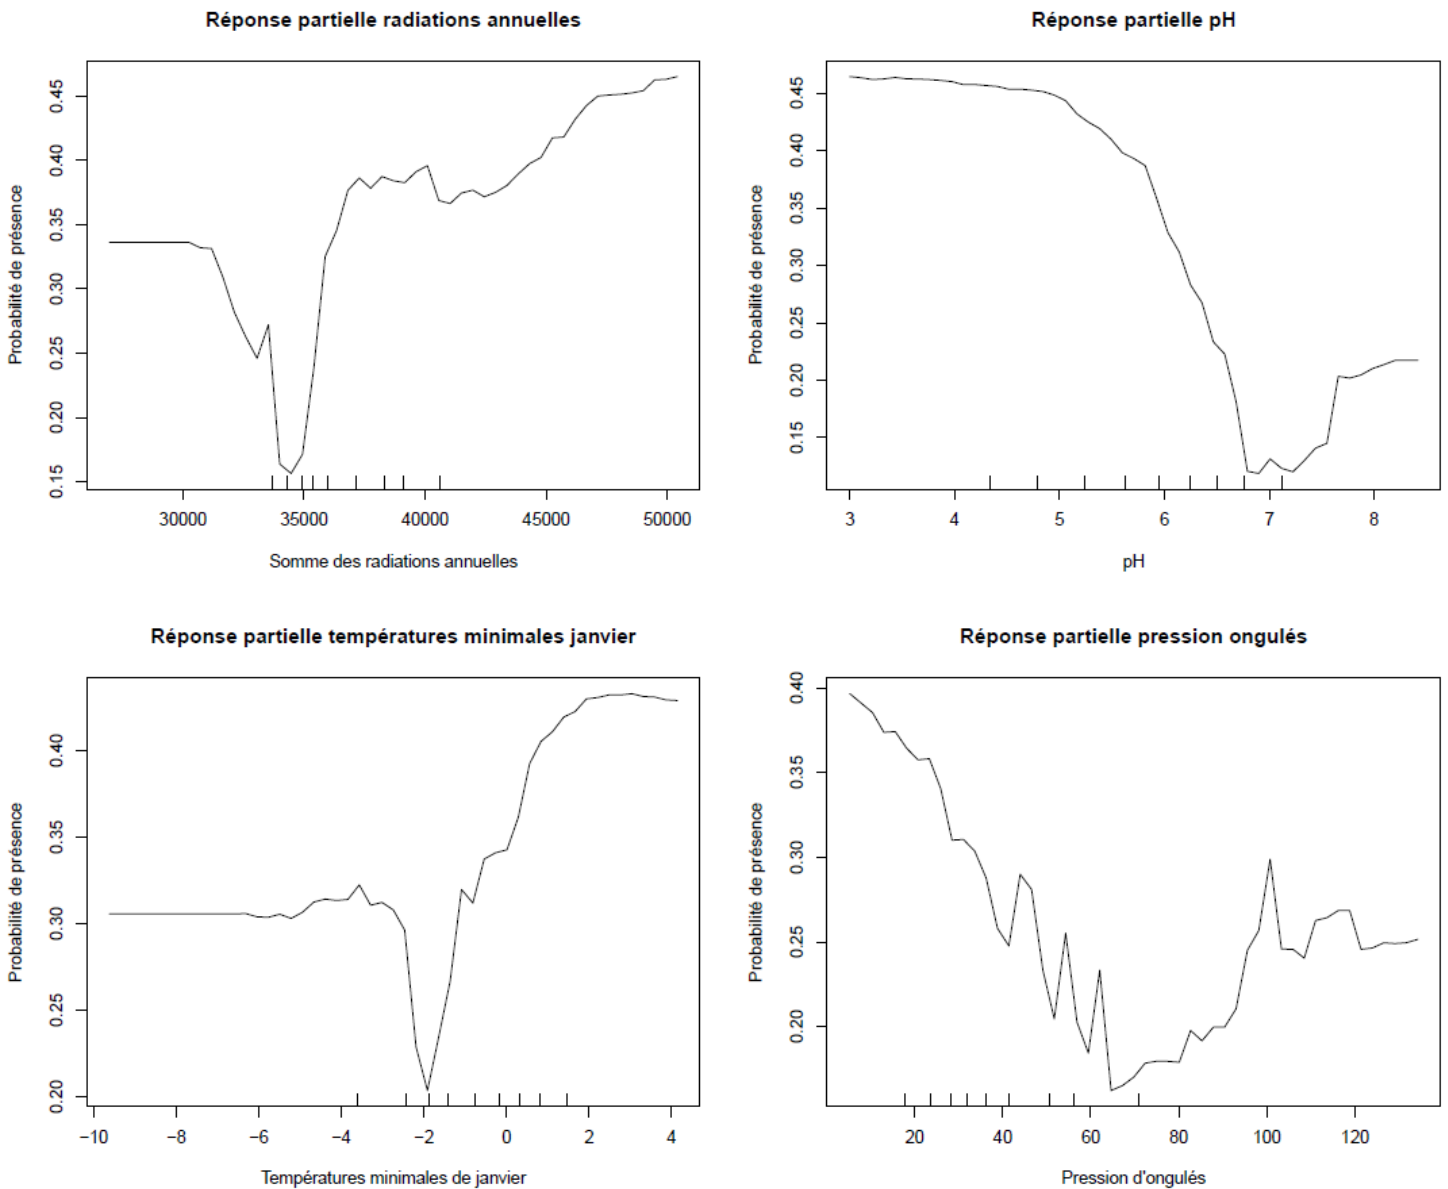 Réponse partielle radiations annuelles
Probabilité de présence
0.45
0.40
0.35
0.30
0.25
0.20
0.15
30000 35000 40000 45000 50000
Somme des radiations annuelles
Réponse partielle pH
Probabilité de présence
0.45
0.40
0.35
0.30
0.25
0.20
0.15
3 4 5 6 7 8
pH
Réponse partielle températures minimales janvier
Probabilité de présence
0.40
0.35
0.30
0.25
0.20
−10 −8 −6 −4 −2 0 2 4
Températures minimales de janvier
Réponse partielle pression ongulés
Probabilité de présence
0.40
0.35
0.30
0.25
0.20
20 40 60 80 100 120
Pression d'ongulés